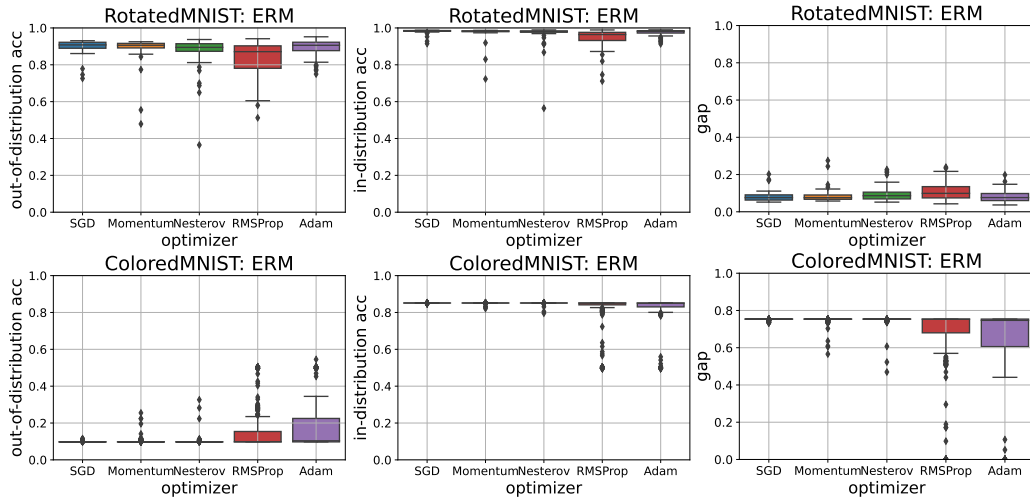 RotatedMNIST: ERM
out-of-distribution acc
1.0
0.8
0.6
0.4
0.2
0.0
SGD Momentum Nesterov RMSProp Adam
optimizer
RotatedMNIST: ERM
in-distribution acc
1.0
0.8
0.6
0.4
0.2
0.0
SGD Momentum Nesterov RMSProp Adam
optimizer
RotatedMNIST: ERM
gap
1.0
0.8
0.6
0.4
0.2
0.0
SGD Momentum Nesterov RMSProp Adam
optimizer
ColoredMNIST: ERM
out-of-distribution acc
1.0
0.8
0.6
0.4
0.2
0.0
SGD Momentum Nesterov RMSProp Adam
optimizer
ColoredMNIST: ERM
in-distribution acc
1.0
0.8
0.6
0.4
0.2
0.0
SGD Momentum Nesterov RMSProp Adam
optimizer
ColoredMNIST: ERM
gap
1.0
0.8
0.6
0.4
0.2
0.0
SGD Momentum Nesterov RMSProp Adam
optimizer